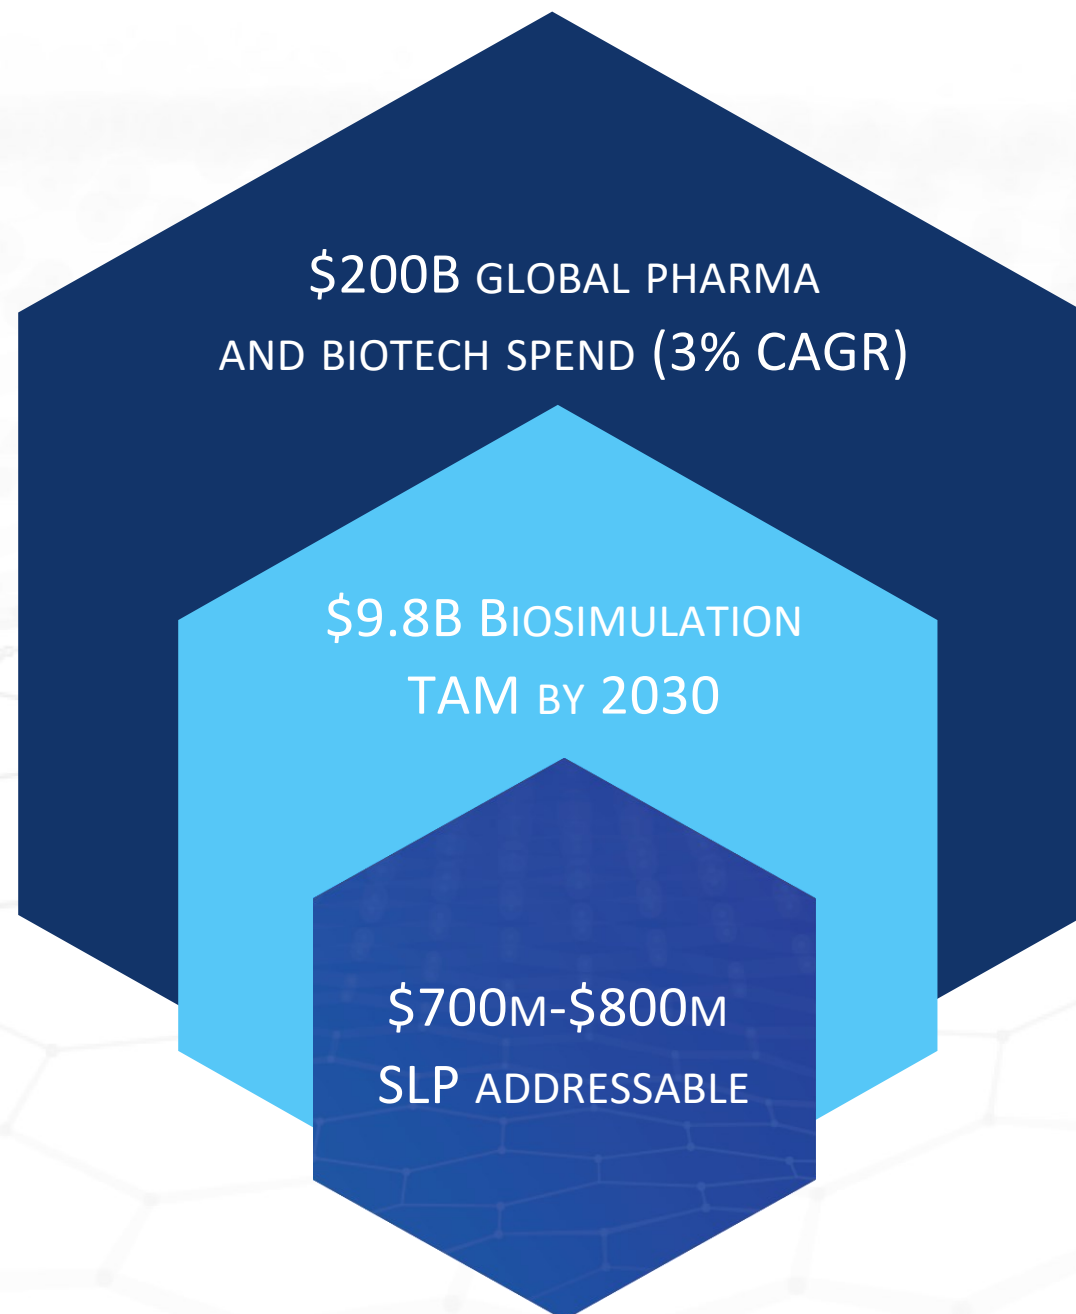 $200B GLOBAL PHARMA
AND BIOTECH SPEND (3% CAGR)
$9.8B BIOSIMULATION
TAM BY 2030
$700M-$800M
SLP ADDRESSABLE